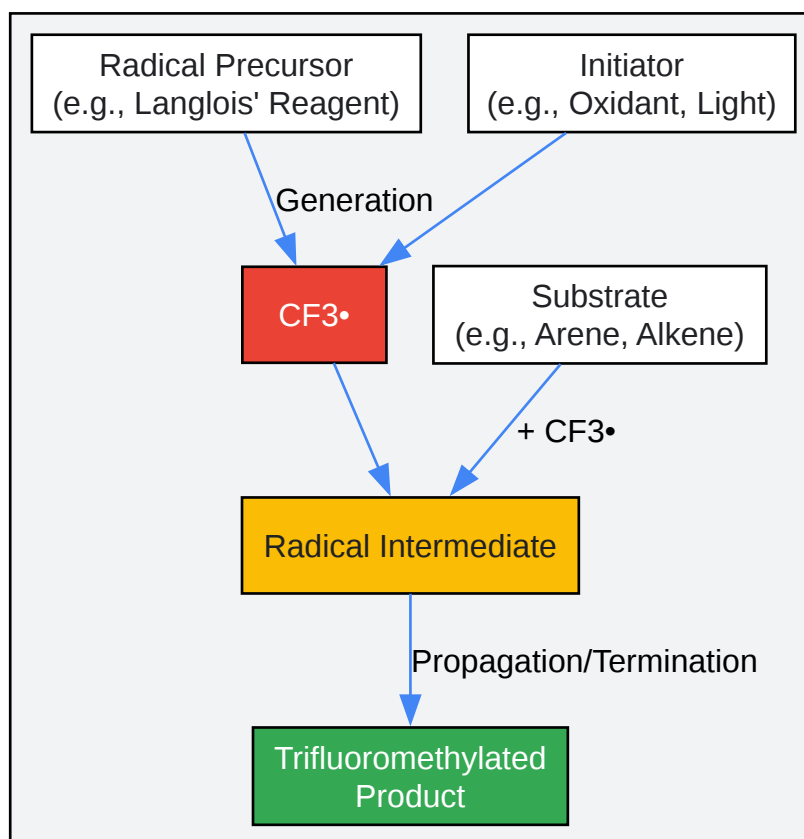 Radical Precursor
(e.g., Langlois' Reagent)
Initiator
(e.g., Oxidant, Light)
Generation
CF3•
Substrate
(e.g., Arene, Alkene)
+ CF3•
Radical Intermediate
Propagation/Termination
Trifluoromethylated
Product